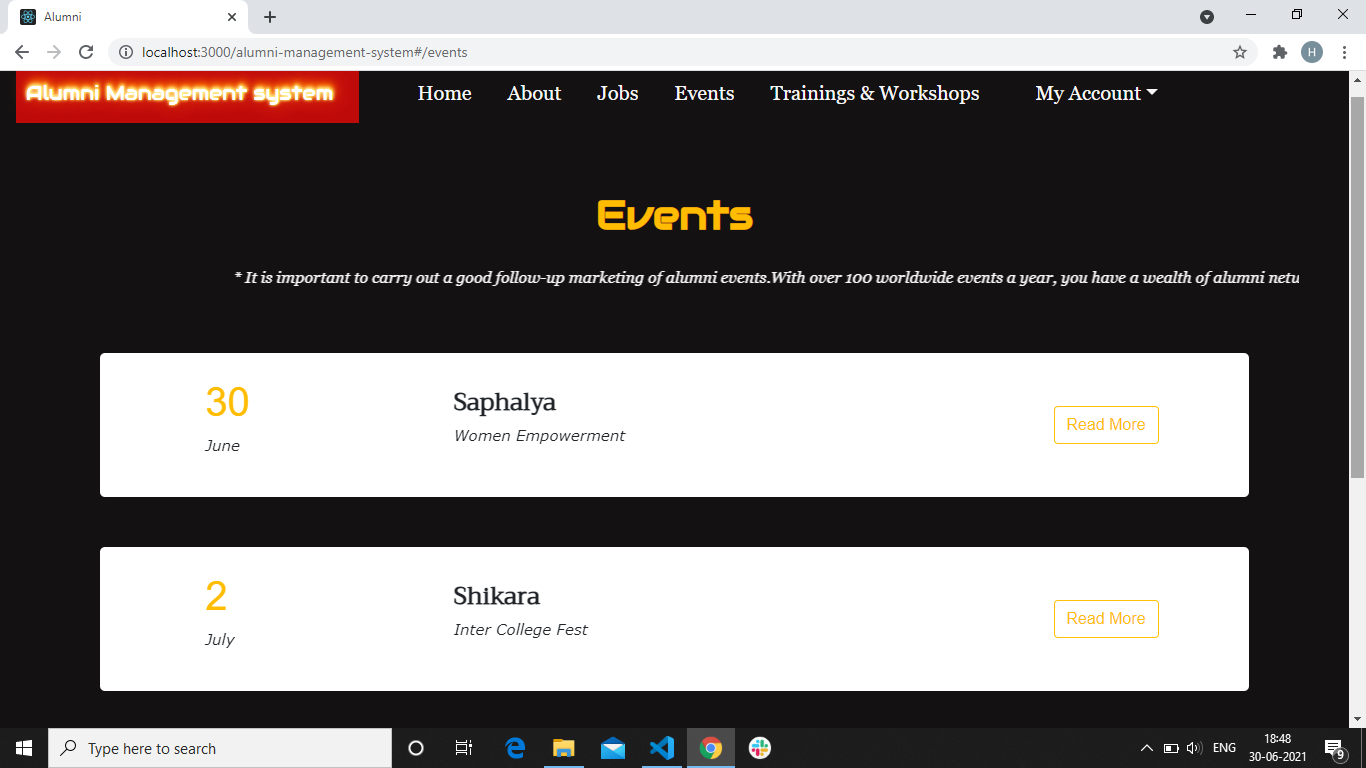 Alumni
localhost:3000/alumni-management-system#/events
H
Alumni Management system
Home About Jobs Events Trainings & Workshops My Account
Events
* It is important to carry out a good follow-up marketing of alumni events.With over 100 worldwide events a year, you have a wealth of alumni
30
June
Saphalya
Women Empowerment
Read More
2
July
Shikara
Inter College Fest
Read More
Type here to search
ENG
18:48
30-06-2021
9